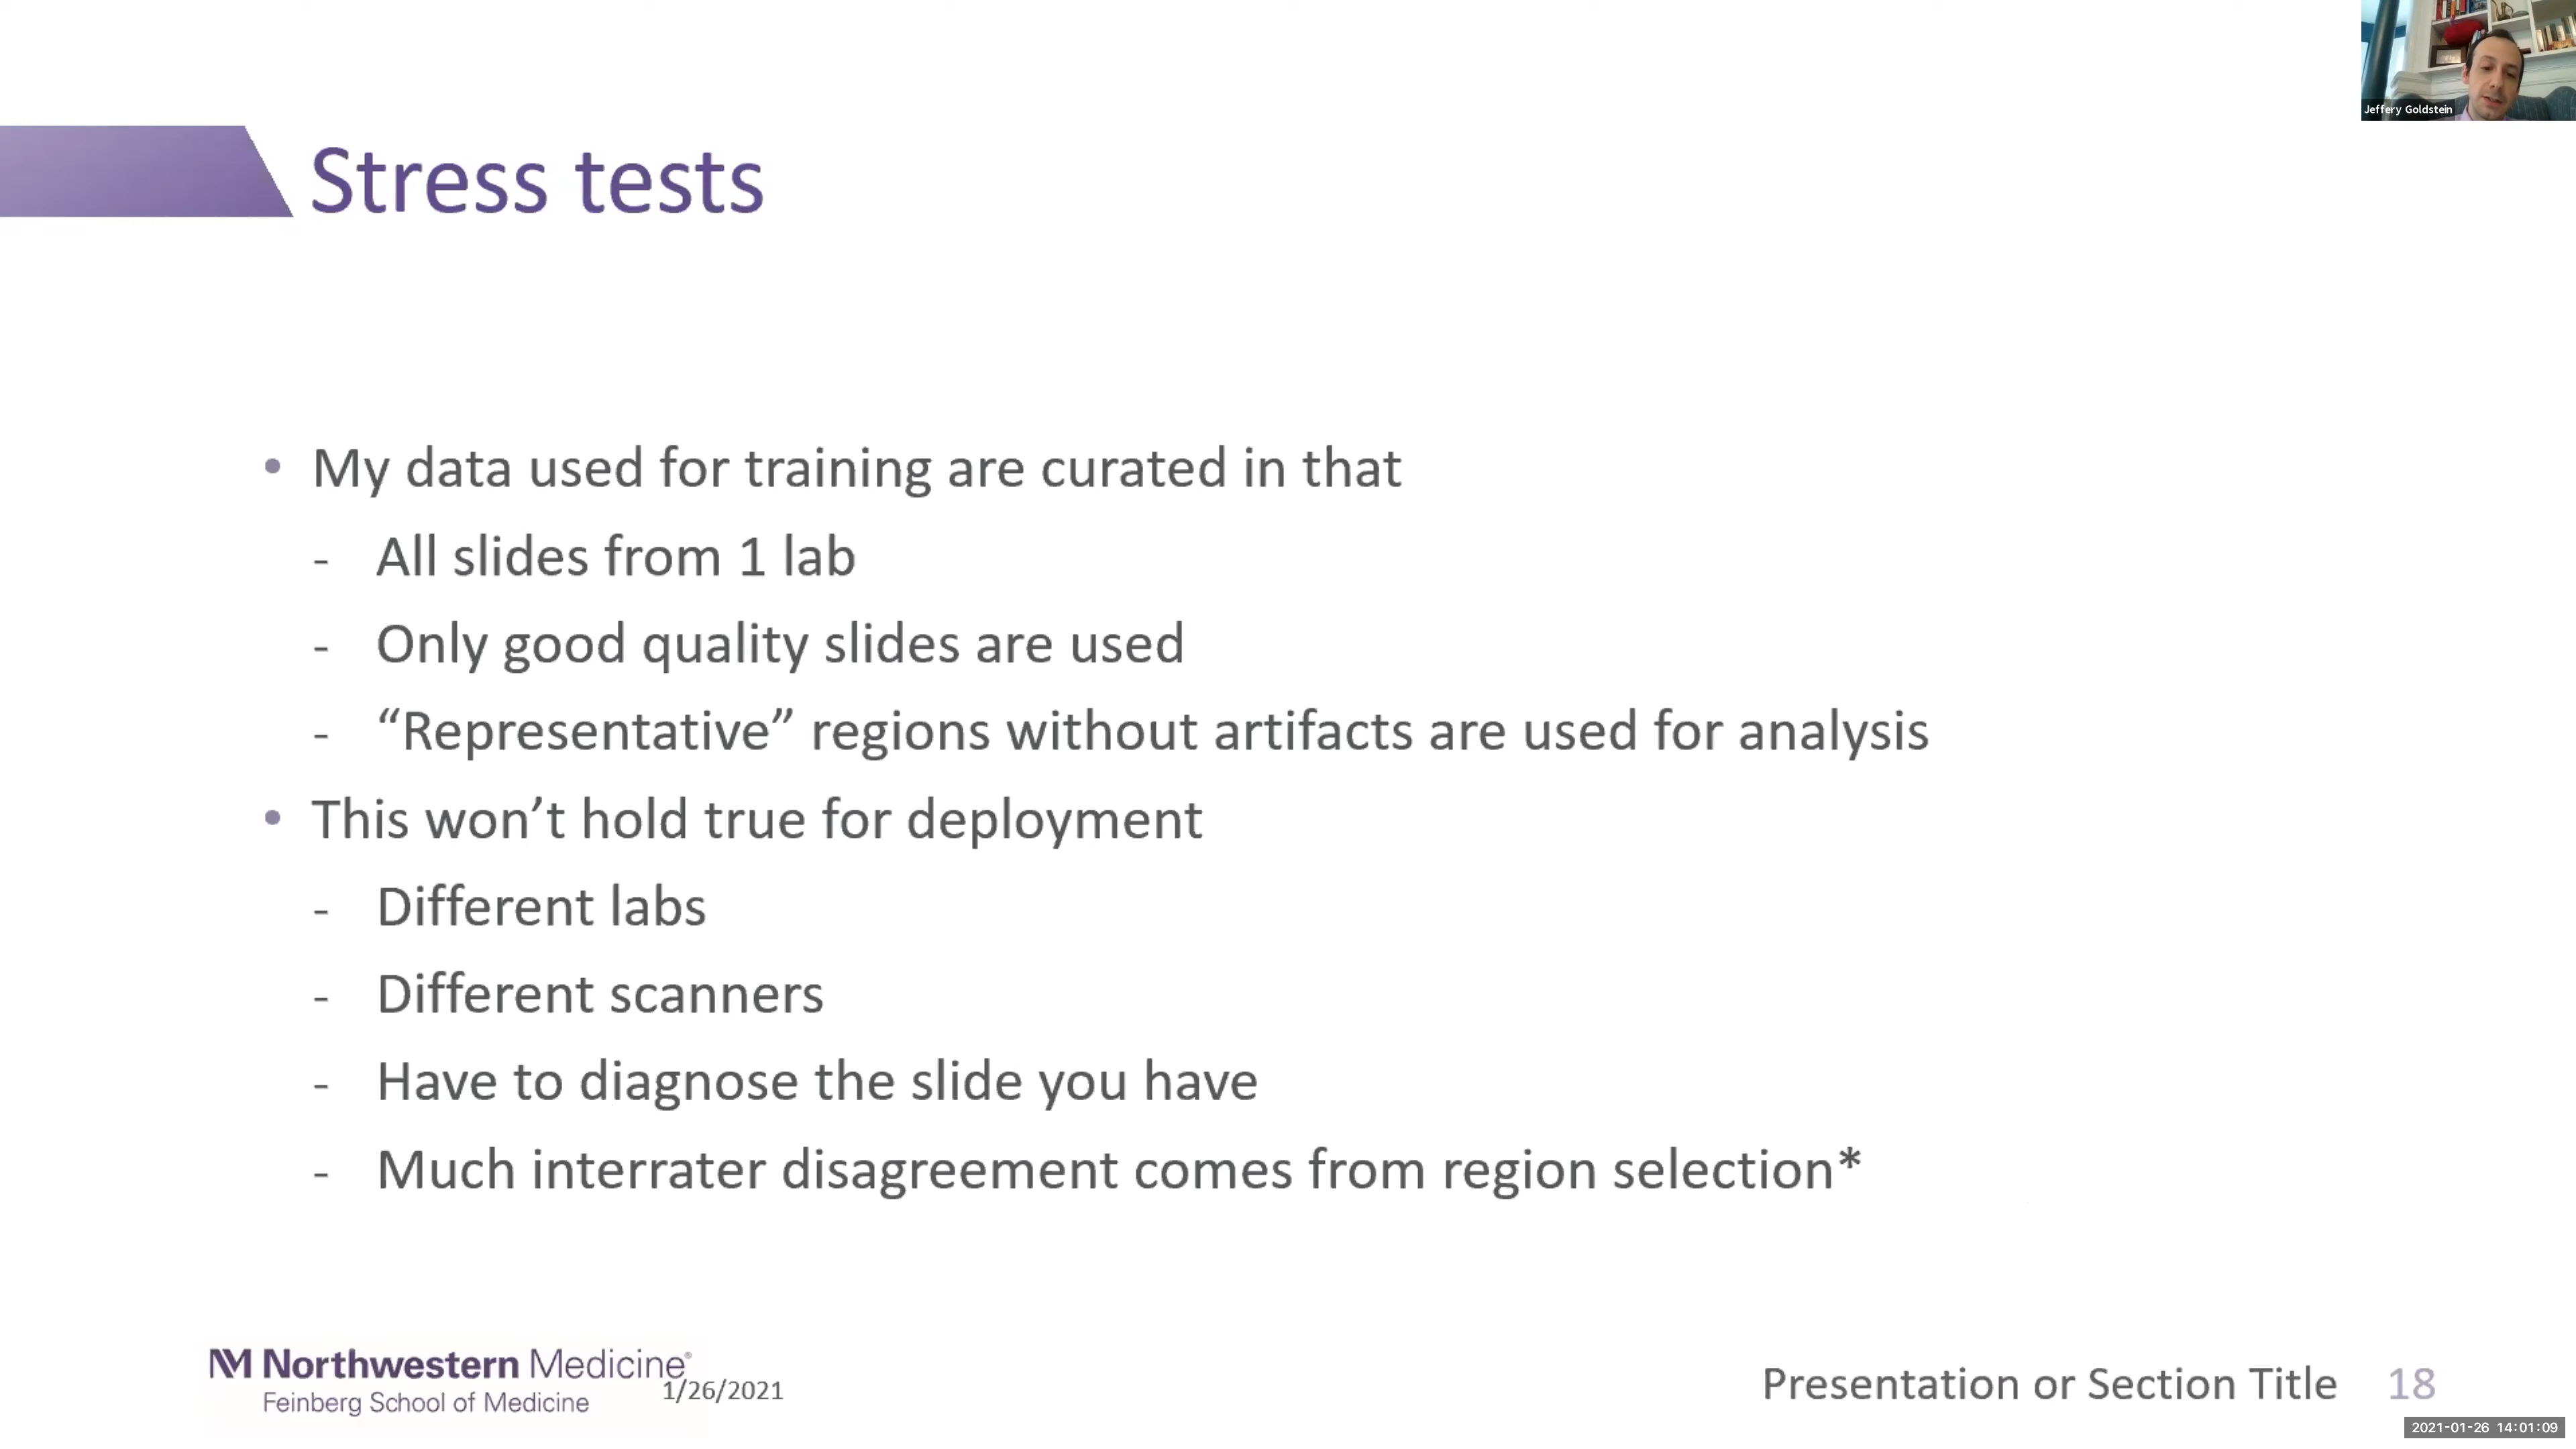 Jeffery Goldstein
Stress tests
• My data used for training are curated in that
- All slides from 1 lab
- Only good quality slides are used
- “Representative” regions without artifacts are used for analysis
• This won’t hold true for deployment
- Different labs
- Different scanners
- Have to diagnose the slide you have
- Much interrater disagreement comes from region selection*
NM Northwestern Medicine®
Feinberg School of Medicine
1/26/2021
Presentation or Section Title 18
2021-01-26 14:01:09